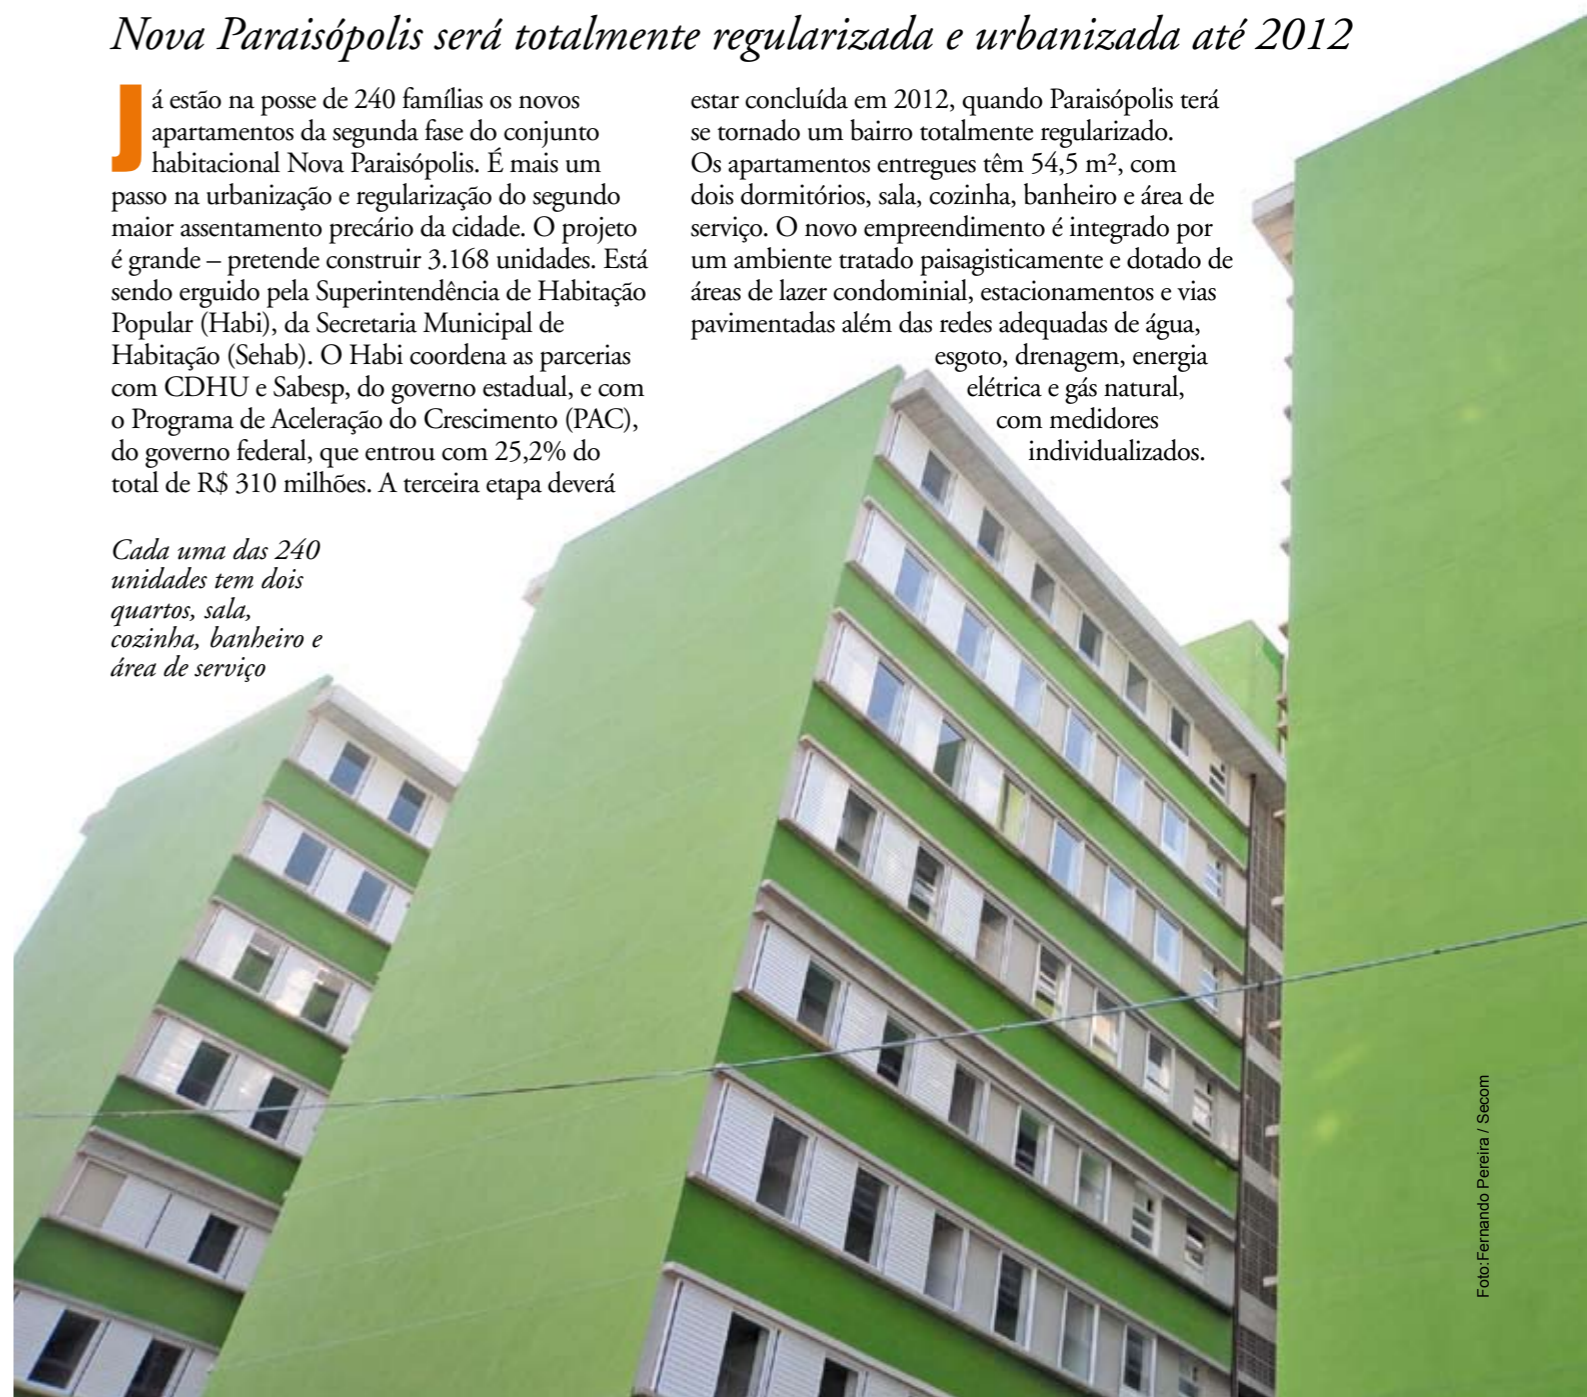 Nova Paraisópolis será totalmente regularizada e urbanizada até 2012
Já estão na posse de 240 famílias os novos
apartamentos da segunda fase do conjunto
habitacional Nova Paraisópolis. É mais um
passo na urbanização e regularização do segundo
maior assentamento precário da cidade. O projeto
é grande – pretende construir 3.168 unidades. Está
sendo erguido pela Superintendência de Habitação
Popular (Habi), da Secretaria Municipal de
Habitação (Sehab). O Habi coordena as parcerias
com CDHU e Sabesp, do governo estadual, e com
o Programa de Aceleração do Crescimento (PAC),
do governo federal, que entrou com 25,2% do
total de R$ 310 milhões. A terceira etapa deverá
estar concluída em 2012, quando Paraisópolis terá
se tornado um bairro totalmente regularizado.
Os apartamentos entregues têm 54,5 m², com
dois dormitórios, sala, cozinha, banheiro e área de
serviço. O novo empreendimento é integrado por
um ambiente tratado paisagisticamente e dotado de
áreas de lazer condominial, estacionamentos e vias
pavimentadas além das redes adequadas de água,
esgoto, drenagem, energia
elétrica e gás natural,
com medidores
individualizados.
Cada uma das 240
unidades tem dois
quartos, sala,
cozinha, banheiro e
área de serviço
Foto:Fernando Pereira / Secom